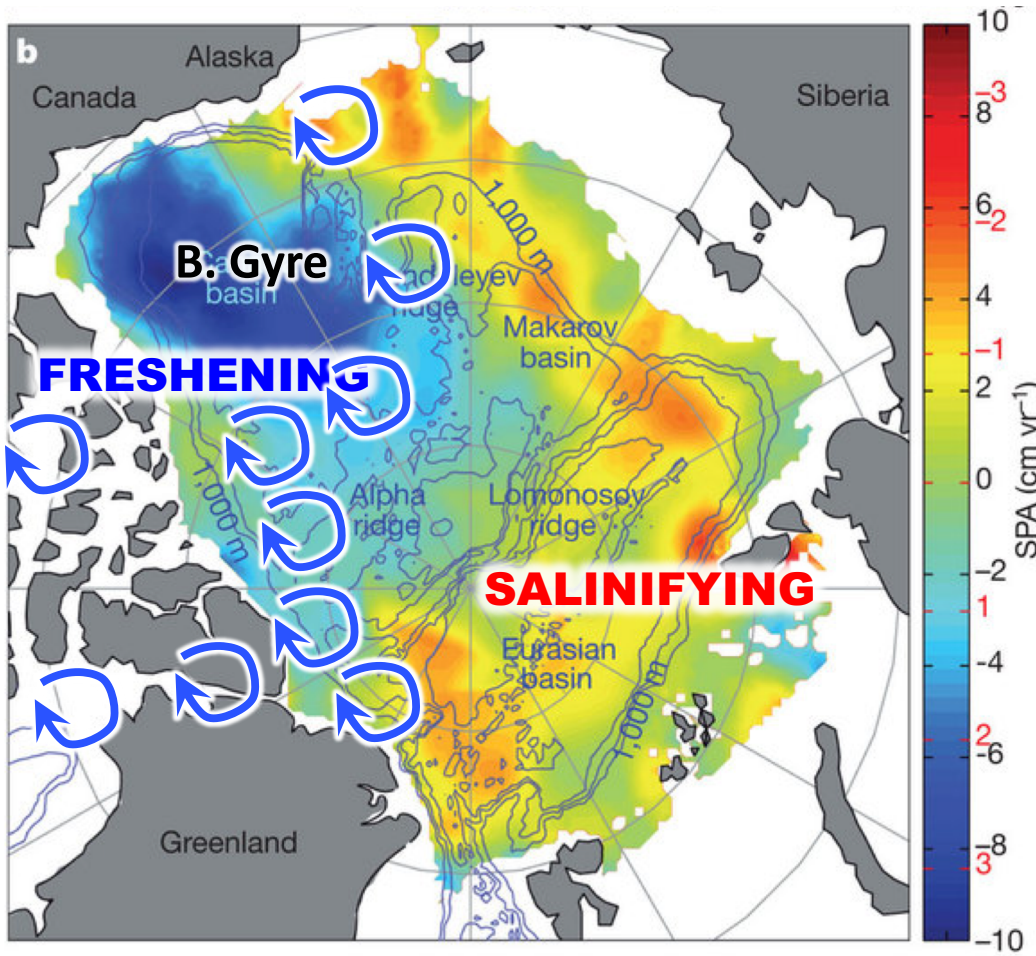 b
Alaska
Canada
Siberia
1,000 m
B. Gyre
basin
leyev
ridge
Makarov
basin
FRESHENING
1,000 m
Alpha
ridge
Lomonosov
ridge
SALINIFYING
Eurasian
basin
1,000 m
Greenland
10
8
6
4
2
0
−2
−4
−6
−8
−10
−3
−2
−1
1
2
3
SPA (cm yr⁻¹)